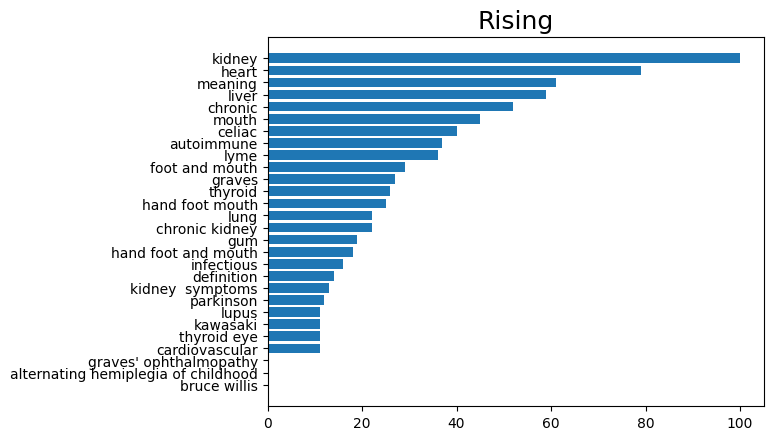 Rising
kidney
heart
meaning
liver
chronic
mouth
celiac
autoimmune
lyme
foot and mouth
graves
thyroid
hand foot mouth
lung
chronic kidney
gum
hand foot and mouth
infectious
definition
kidney  symptoms
parkinson
lupus
kawasaki
thyroid eye
cardiovascular
graves' ophthalmopathy
alternating hemiplegia of childhood
bruce willis
0 20 40 60 80 100